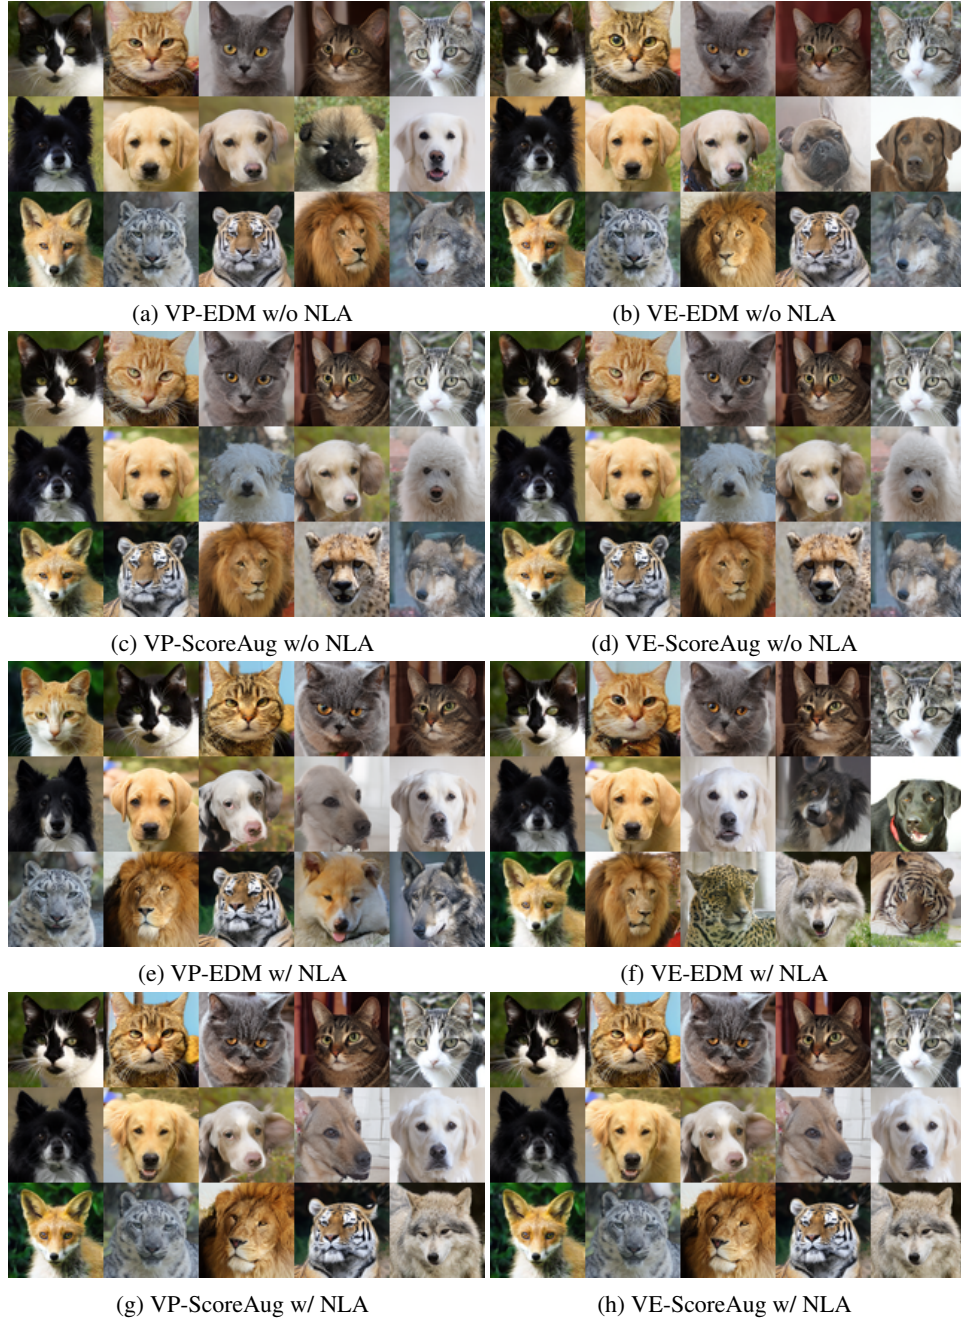 (a) VP-EDM w/o NLA
(b) VE-EDM w/o NLA
(c) VP-ScoreAug w/o NLA
(d) VE-ScoreAug w/o NLA
(e) VP-EDM w/ NLA
(f) VE-EDM w/ NLA
(g) VP-ScoreAug w/ NLA
(h) VE-ScoreAug w/ NLA